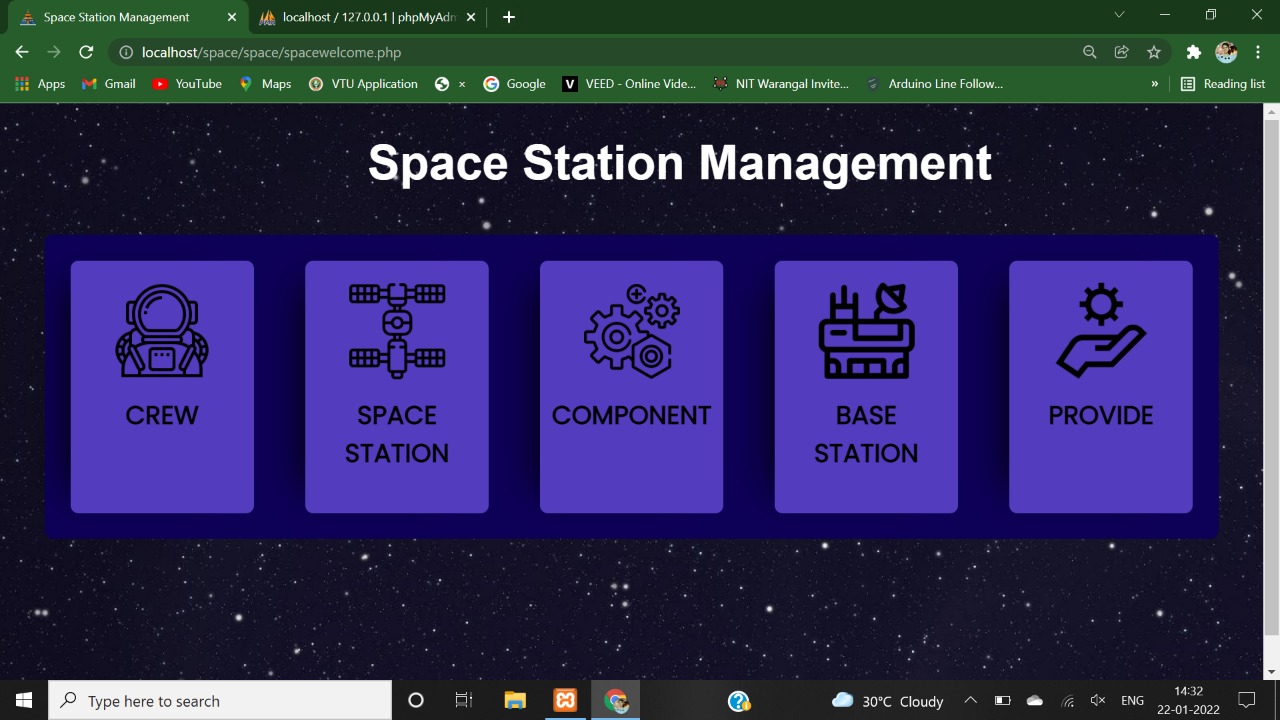 Space Station Management
localhost / 127.0.0.1 | phpMyAdm
localhost/space/space/spacewelcome.php
Apps
Gmail
YouTube
Maps
VTU Application
Google
VEED - Online Vide...
NIT Warangal Invite...
Arduino Line Follow...
»
Reading list
Space Station Management
CREW
SPACE
STATION
COMPONENT
BASE
STATION
PROVIDE
Type here to search
30°C Cloudy
ENG
14:32
22-01-2022